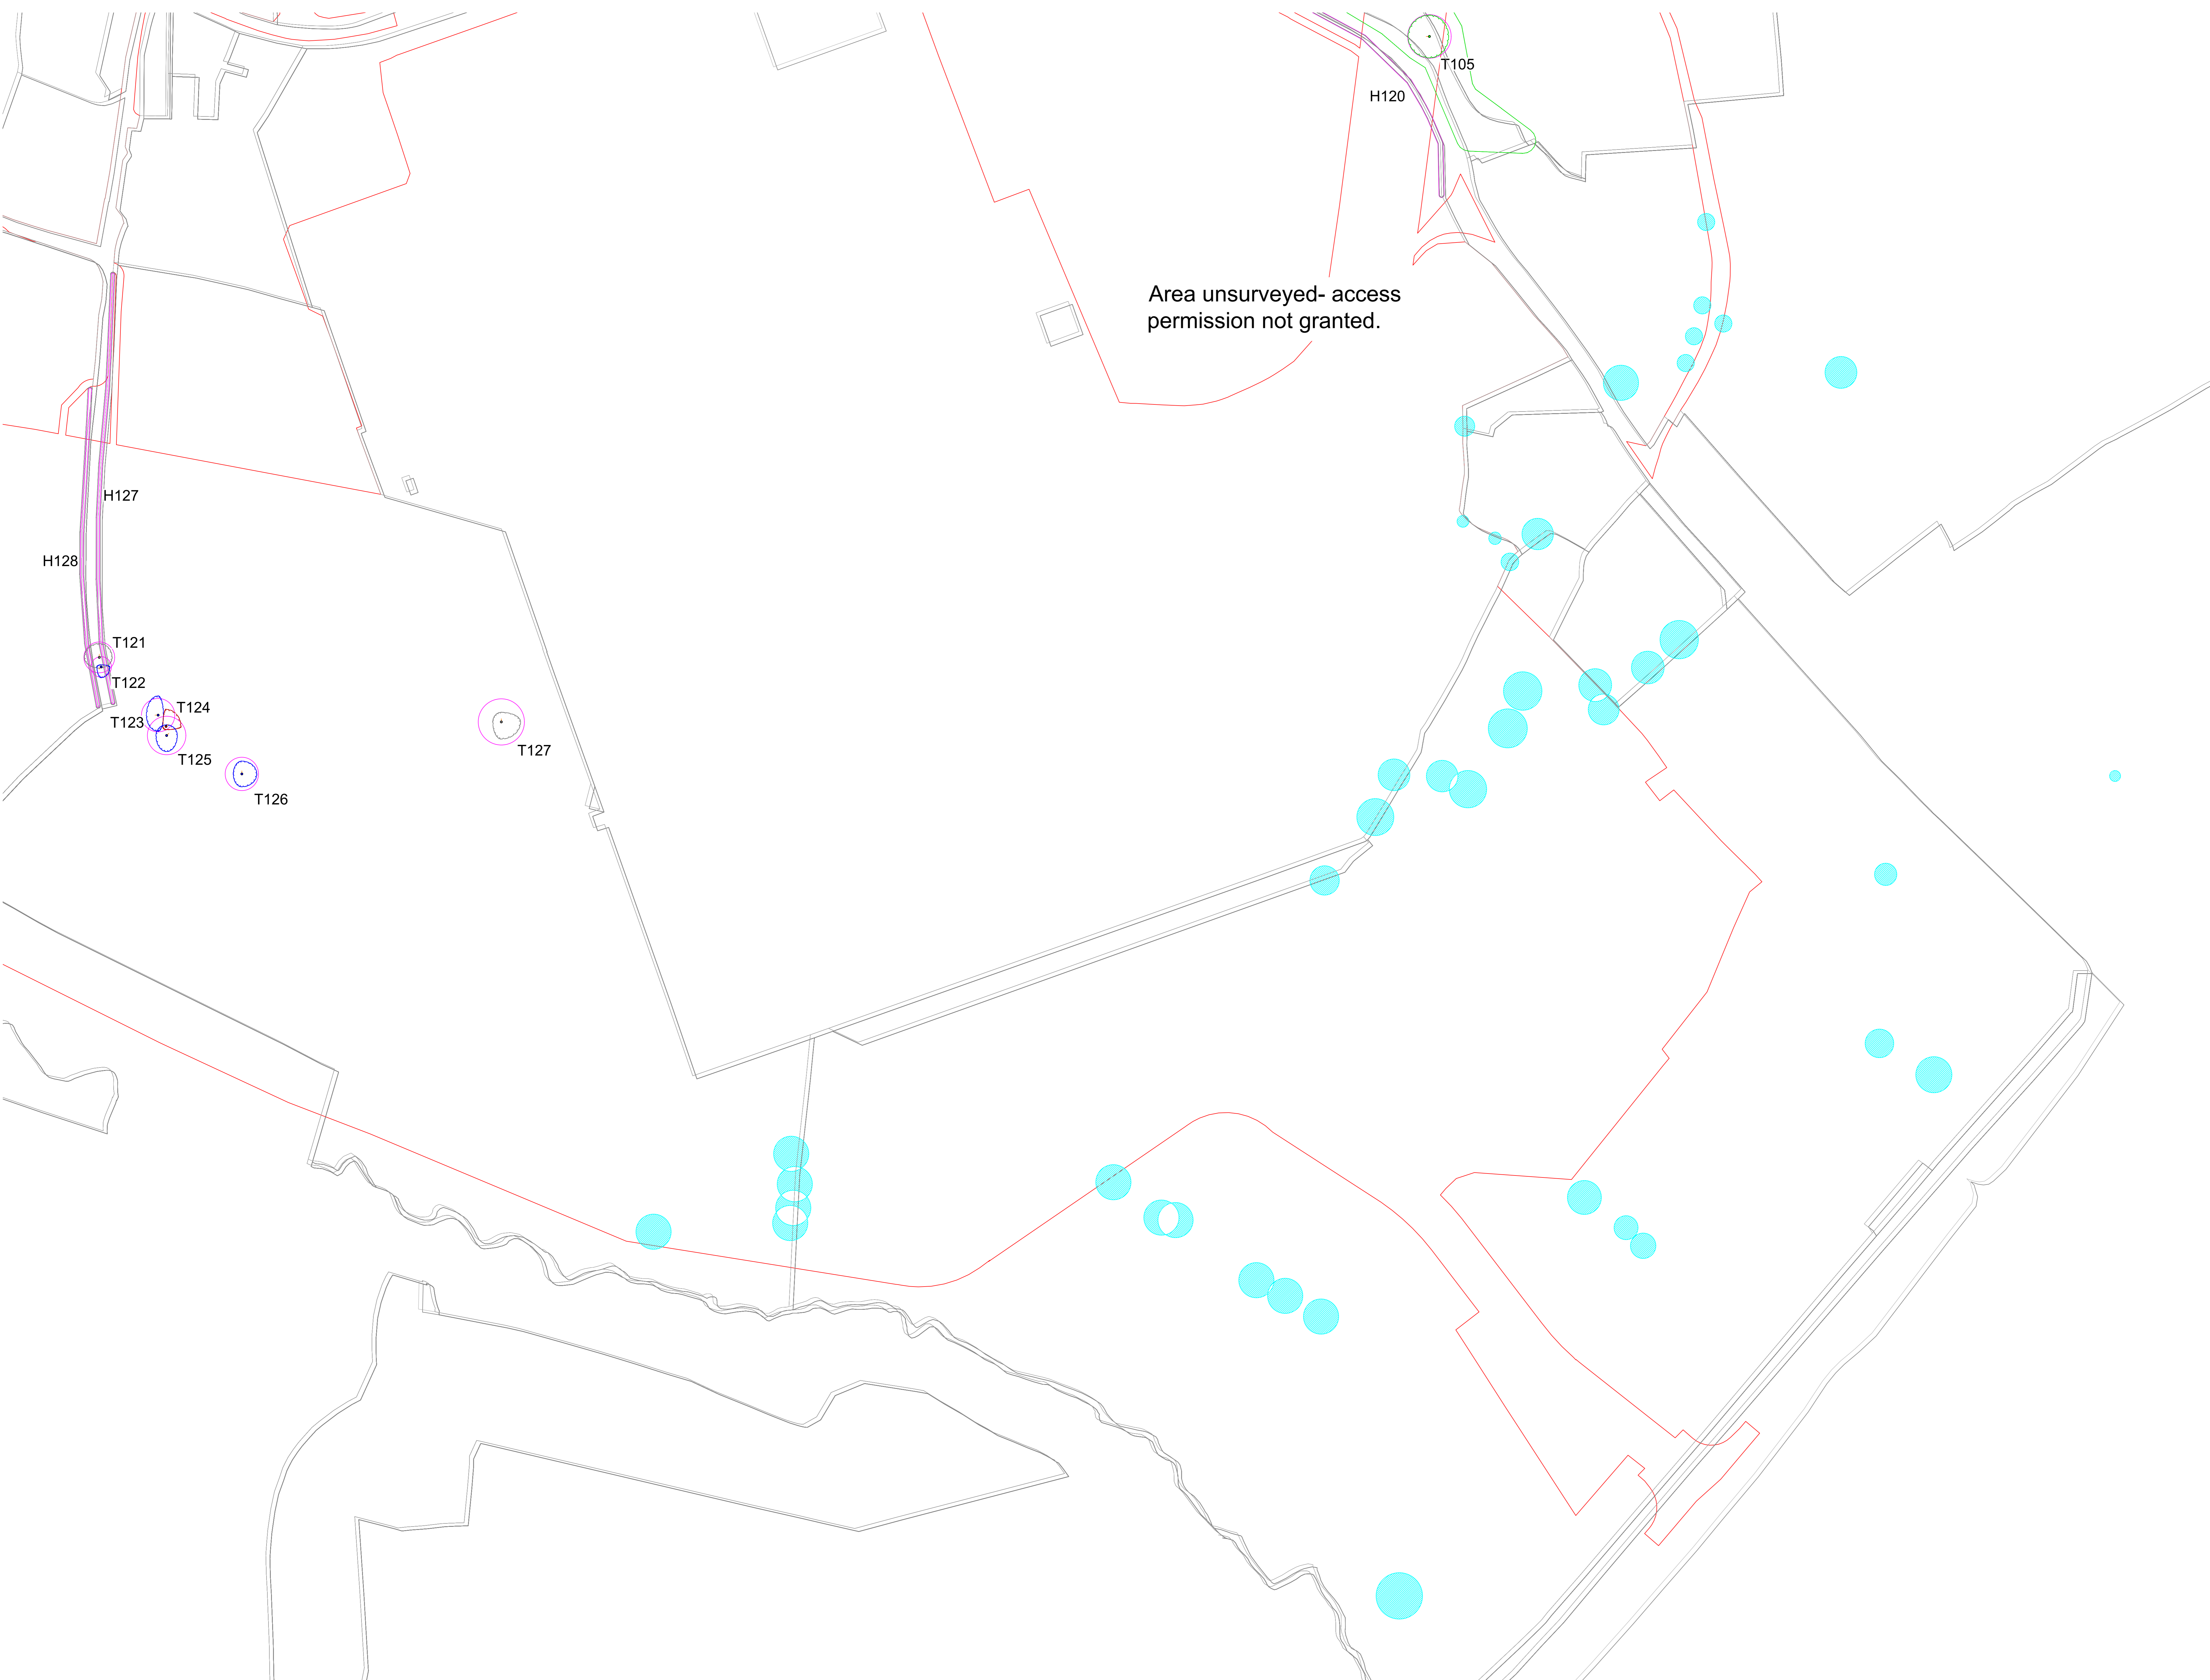 T105
H120
Area unsurveyed- access
permission not granted.
H127
H128
T121
T122
T124
T123
T125
T127
T126